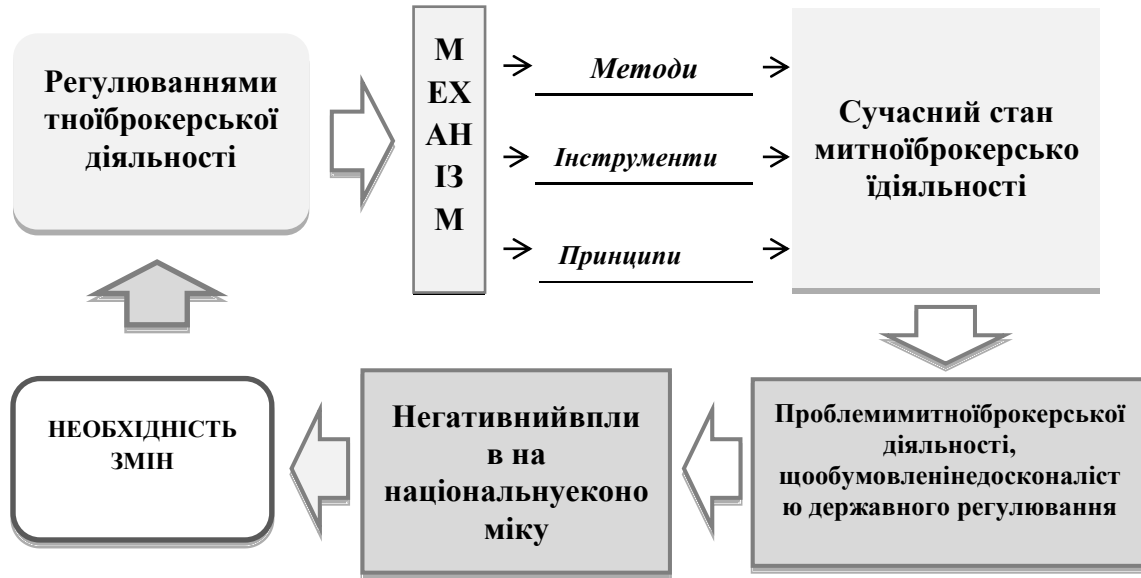 Регулюваннями
тноїброкерської
діяльності
М
ЕХ
АН
ІЗ
М
Методи
Інструменти
Принципи
Сучасний стан
митноїброкерсько
їдіяльності
Проблемимитноїброкерської
діяльності,
щообумовленінедосконаліст
ю державного регулювання
Негативнийвпли
в на
національнуеконо
міку
НЕОБХІДНІСТЬ
ЗМІН